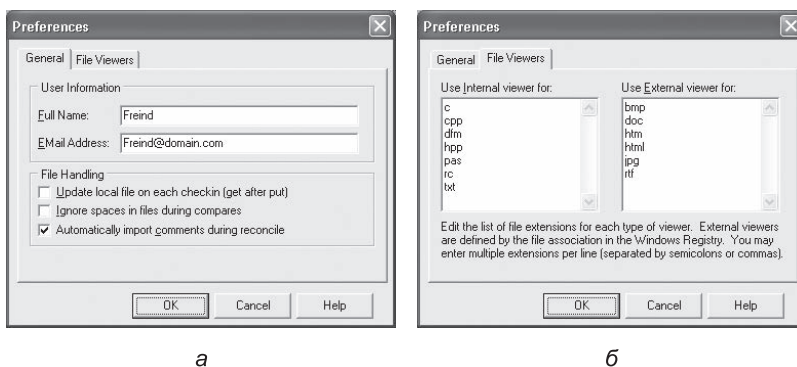 Preferences
General File Viewers
User Information
Full Name: Freind
EMail Address: Freind@domain.com
File Handling
Update local file on each checkin (get after put)
Ignore spaces in files during compares
Automatically import comments during reconcile
OK Cancel Help
а
Preferences
General File Viewers
Use Internal viewer for:
c
cpp
dfm
hpp
pas
rc
txt
Use External viewer for:
bmp
doc
htm
html
jpg
rtf
Edit the list of file extensions for each type of viewer. External viewers
are defined by the file association in the Windows Registry. You may
enter multiple extensions per line (separated by semicolons or commas).
OK Cancel Help
б